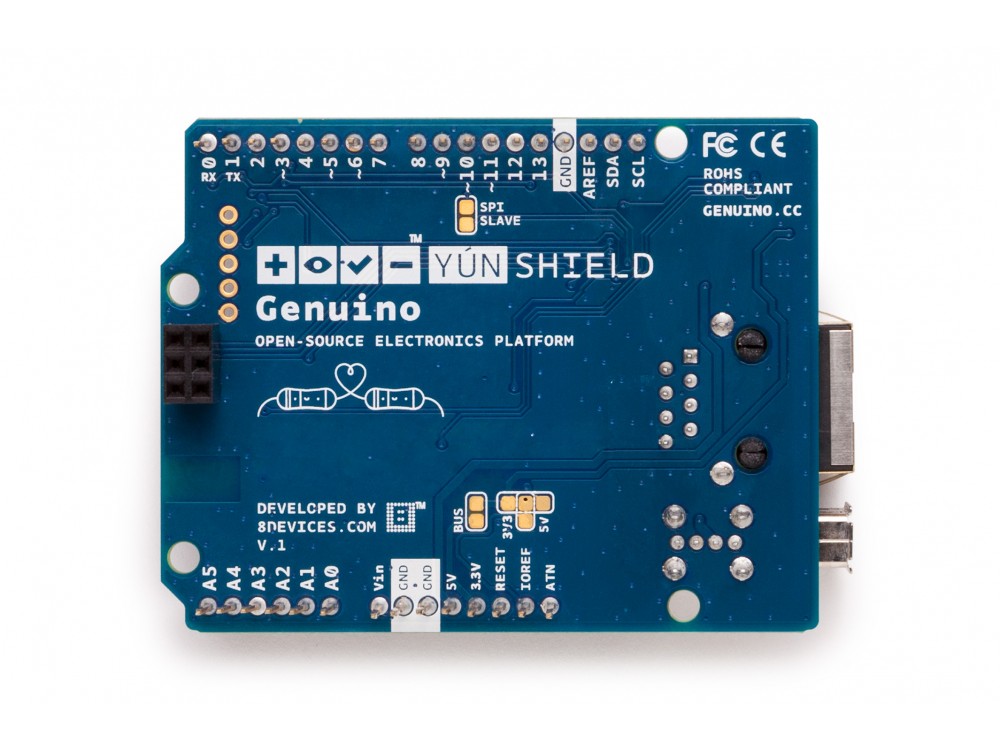 0 1 2 ~3 4 ~5 ~6 7 8 ~9 ~10 ~11 12 13 GND AREF SDA SCL
RX TX
FC CE
ROHS
COMPLIANT
GENUINO.CC
SPI
SLAVE
YÚN SHIELD
TM
Genuino
OPEN-SOURCE ELECTRONICS PLATFORM
DEVELOPED BY
8DEVICES.COM
V.1
TM
BUS
3V3
5V
A5 A4 A3 A2 A1 A0 Vin GND GND 5V 3.3V RESET IOREF ATN